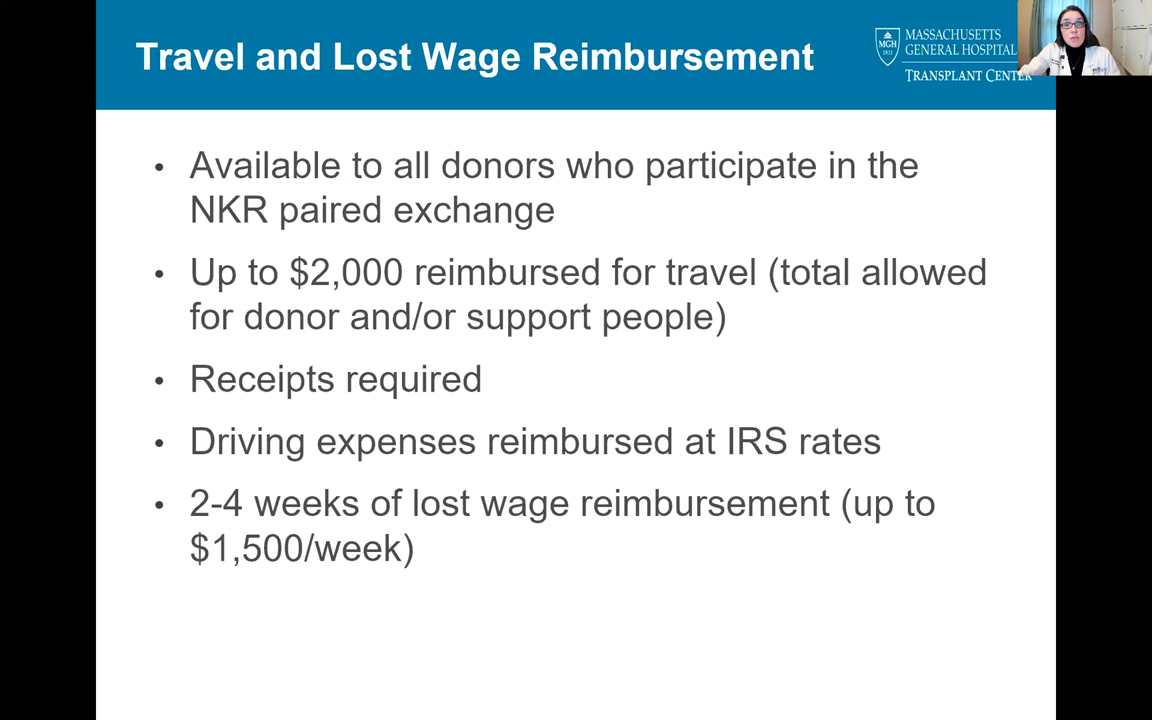 Travel and Lost Wage Reimbursement
MASSACHUSETTS
GENERAL HOSPITAL
TRANSPLANT CENTER
MGH
1811
• Available to all donors who participate in the
NKR paired exchange
• Up to $2,000 reimbursed for travel (total allowed
for donor and/or support people)
• Receipts required
• Driving expenses reimbursed at IRS rates
• 2-4 weeks of lost wage reimbursement (up to
$1,500/week)